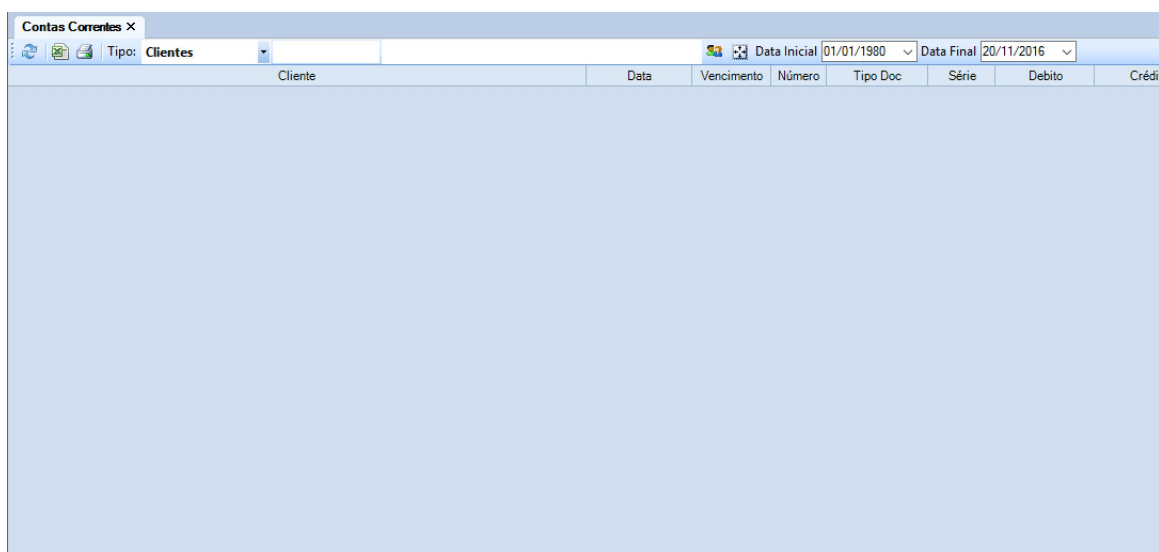 Contas Correntes X
Tipo: Clientes Data Inicial 01/01/1980 Data Final 20/11/2016
Cliente Data Vencimento Número Tipo Doc Série Debito Crédi